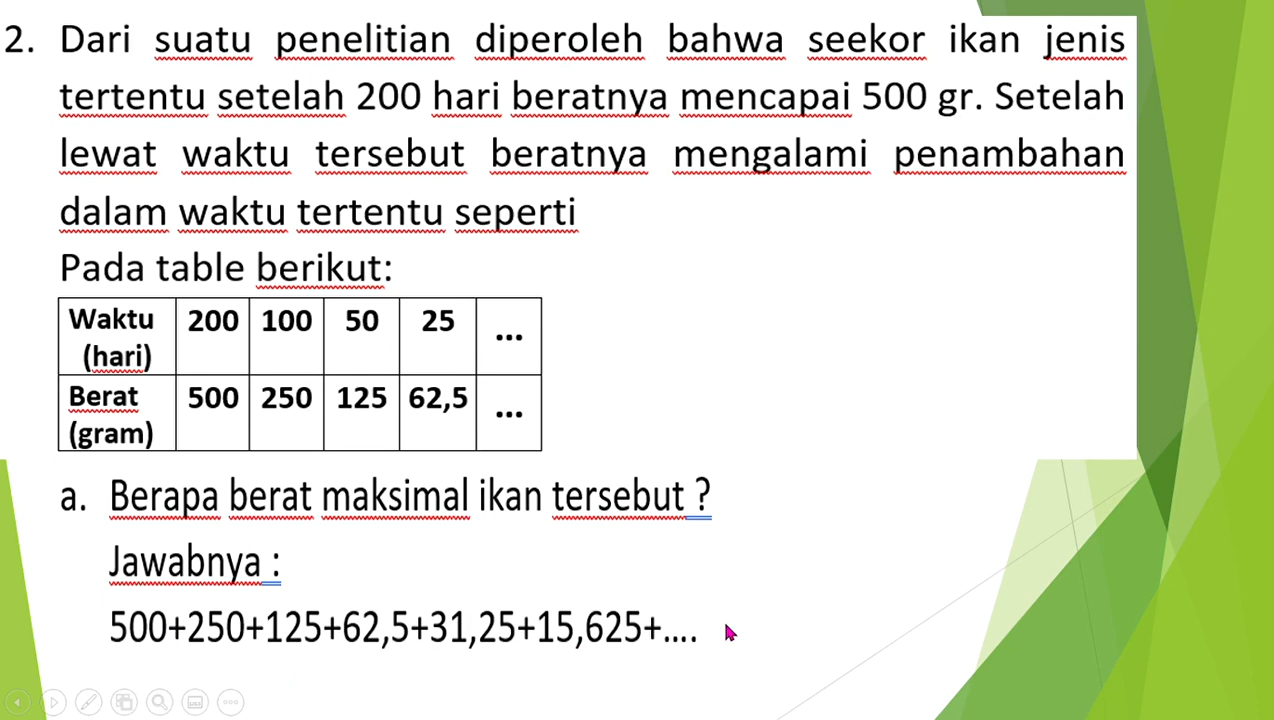 2. Dari suatu penelitian diperoleh bahwa seekor ikan jenis
tertentu setelah 200 hari beratnya mencapai 500 gr. Setelah
lewat waktu tersebut beratnya mengalami penambahan
dalam waktu tertentu seperti
Pada table berikut:
Waktu (hari) 200 100 50 25 ...
Berat (gram) 500 250 125 62,5 ...
a. Berapa berat maksimal ikan tersebut ?
Jawabnya :
500+250+125+62,5+31,25+15,625+....